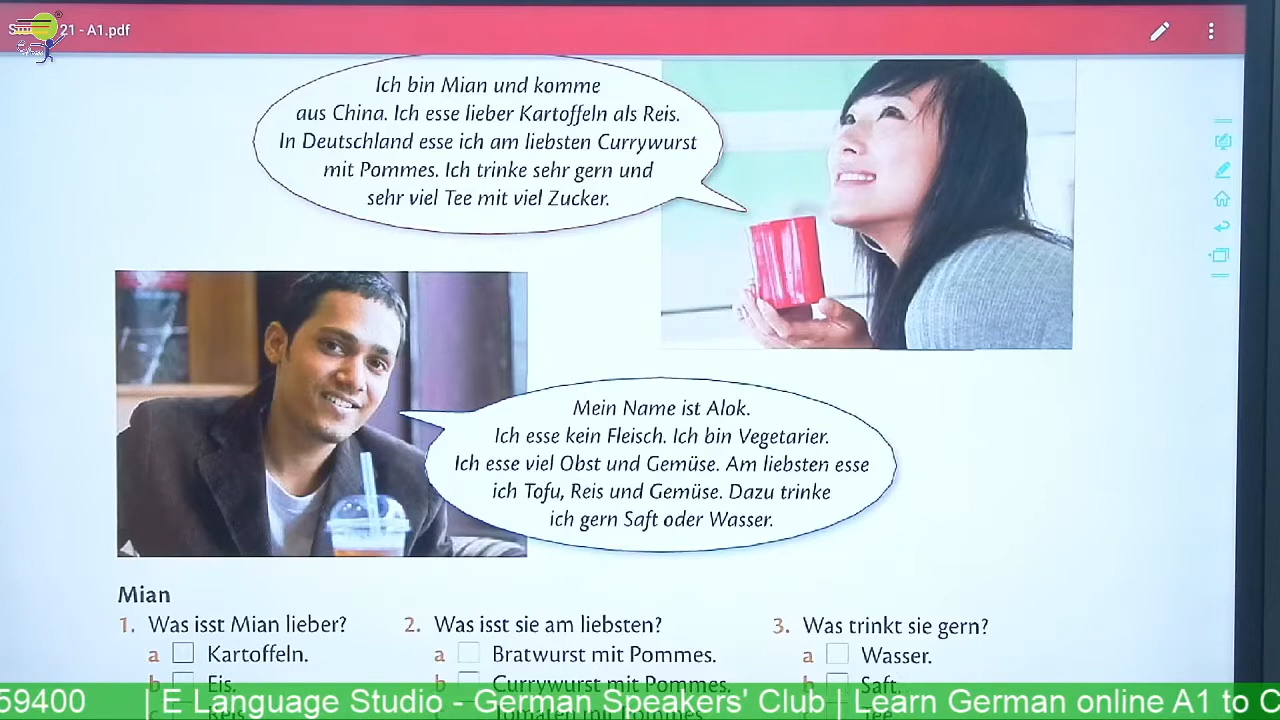 21 - A1.pdf
Ich bin Mian und komme
aus China. Ich esse lieber Kartoffeln als Reis.
In Deutschland esse ich am liebsten Currywurst
mit Pommes. Ich trinke sehr gern und
sehr viel Tee mit viel Zucker.
Mein Name ist Alok.
Ich esse kein Fleisch. Ich bin Vegetarier.
Ich esse viel Obst und Gemüse. Am liebsten esse
ich Tofu, Reis und Gemüse. Dazu trinke
ich gern Saft oder Wasser.
Mian
1. Was isst Mian lieber?
a Kartoffeln.
b Eis.
c Reis.
2. Was isst sie am liebsten?
a Bratwurst mit Pommes.
b Currywurst mit Pommes.
Tomaten mit Pommes
3. Was trinkt sie gern?
a Wasser.
b Saft.
Tee
59400 | E Language Studio - German Speakers' Club | Learn German online A1 to C